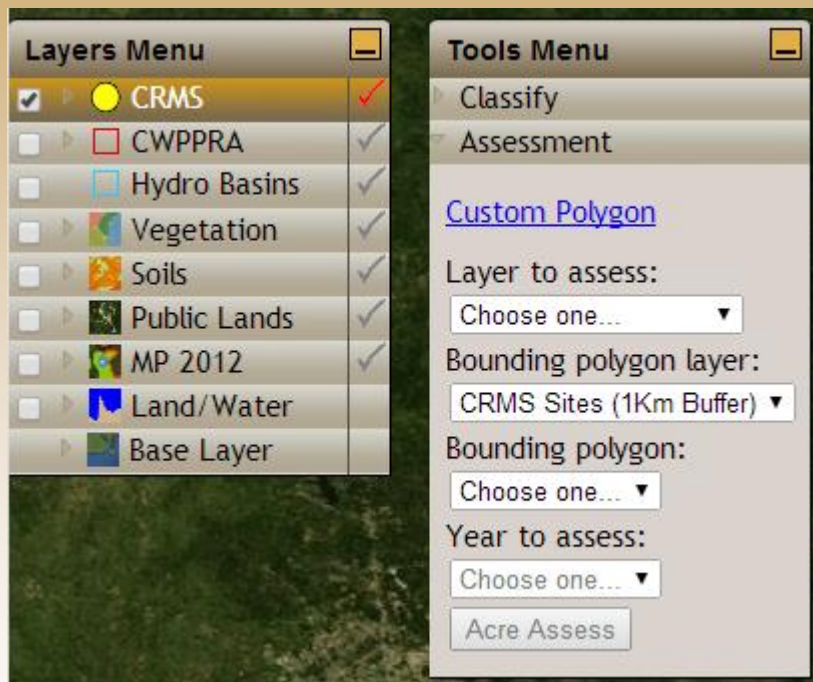 Layers Menu
CRMS
CWPPRA
Hydro Basins
Vegetation
Soils
Public Lands
MP 2012
Land/Water
Base Layer
Tools Menu
Classify
Assessment
Custom Polygon
Layer to assess:
Choose one...
Bounding polygon layer:
CRMS Sites (1Km Buffer)
Bounding polygon:
Choose one...
Year to assess:
Choose one...
Acre Assess